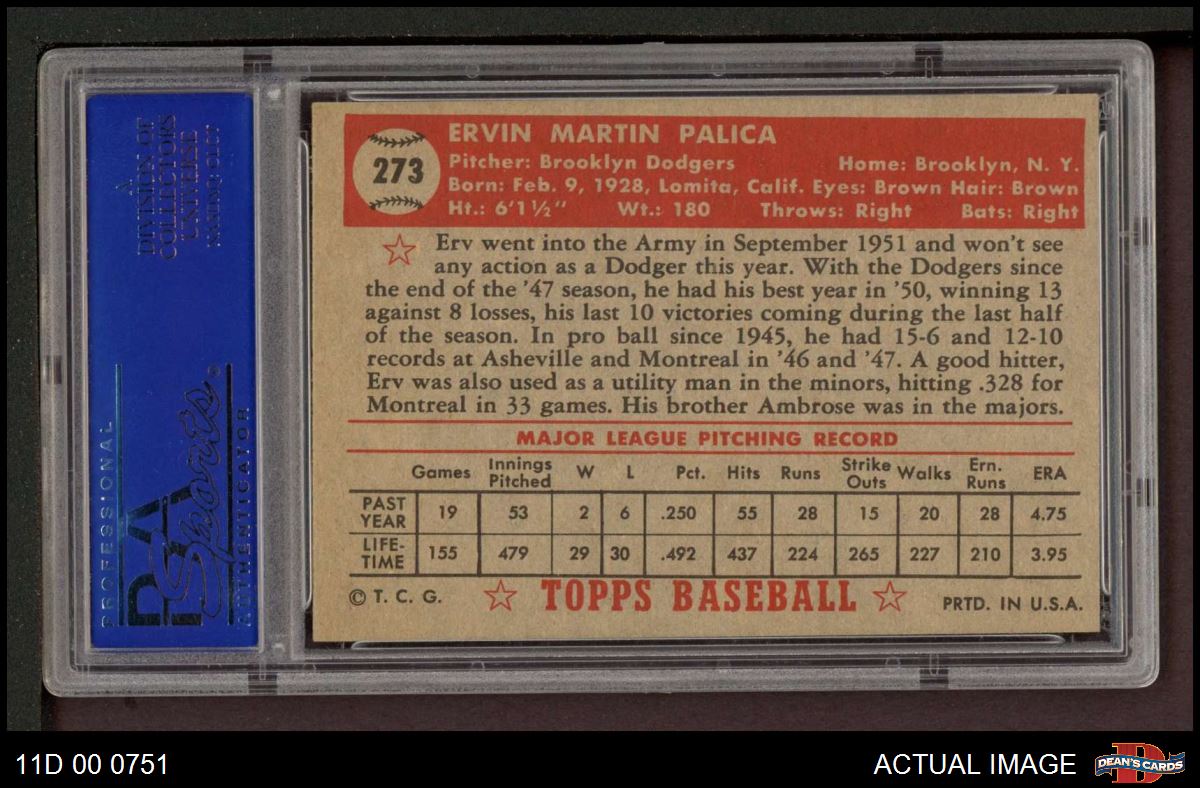 A
DIVISION OF
COLLECTORS
UNIVERSE
NASDAQ: CLCT
PROFESSIONAL
PSA
Sports®
AUTHENTICATOR
273
ERVIN MARTIN PALICA
Pitcher: Brooklyn Dodgers Home: Brooklyn, N. Y.
Born: Feb. 9, 1928, Lomita, Calif. Eyes: Brown Hair: Brown
Ht.: 6'1½" Wt.: 180 Throws: Right Bats: Right
Erv went into the Army in September 1951 and won't see
any action as a Dodger this year. With the Dodgers since
the end of the '47 season, he had his best year in '50, winning 13
against 8 losses, his last 10 victories coming during the last half
of the season. In pro ball since 1945, he had 15-6 and 12-10
records at Asheville and Montreal in '46 and '47. A good hitter,
Erv was also used as a utility man in the minors, hitting .328 for
Montreal in 33 games. His brother Ambrose was in the majors.
MAJOR LEAGUE PITCHING RECORD
Games Innings Pitched W L Pct. Hits Runs Strike Outs Walks Ern. Runs ERA
PAST YEAR 19 53 2 6 .250 55 28 15 20 28 4.75
LIFE-TIME 155 479 29 30 .492 437 224 265 227 210 3.95
© T. C. G. TOPPS BASEBALL PRTD. IN U.S.A.
11D 00 0751 ACTUAL IMAGE D DEAN'S CARDS